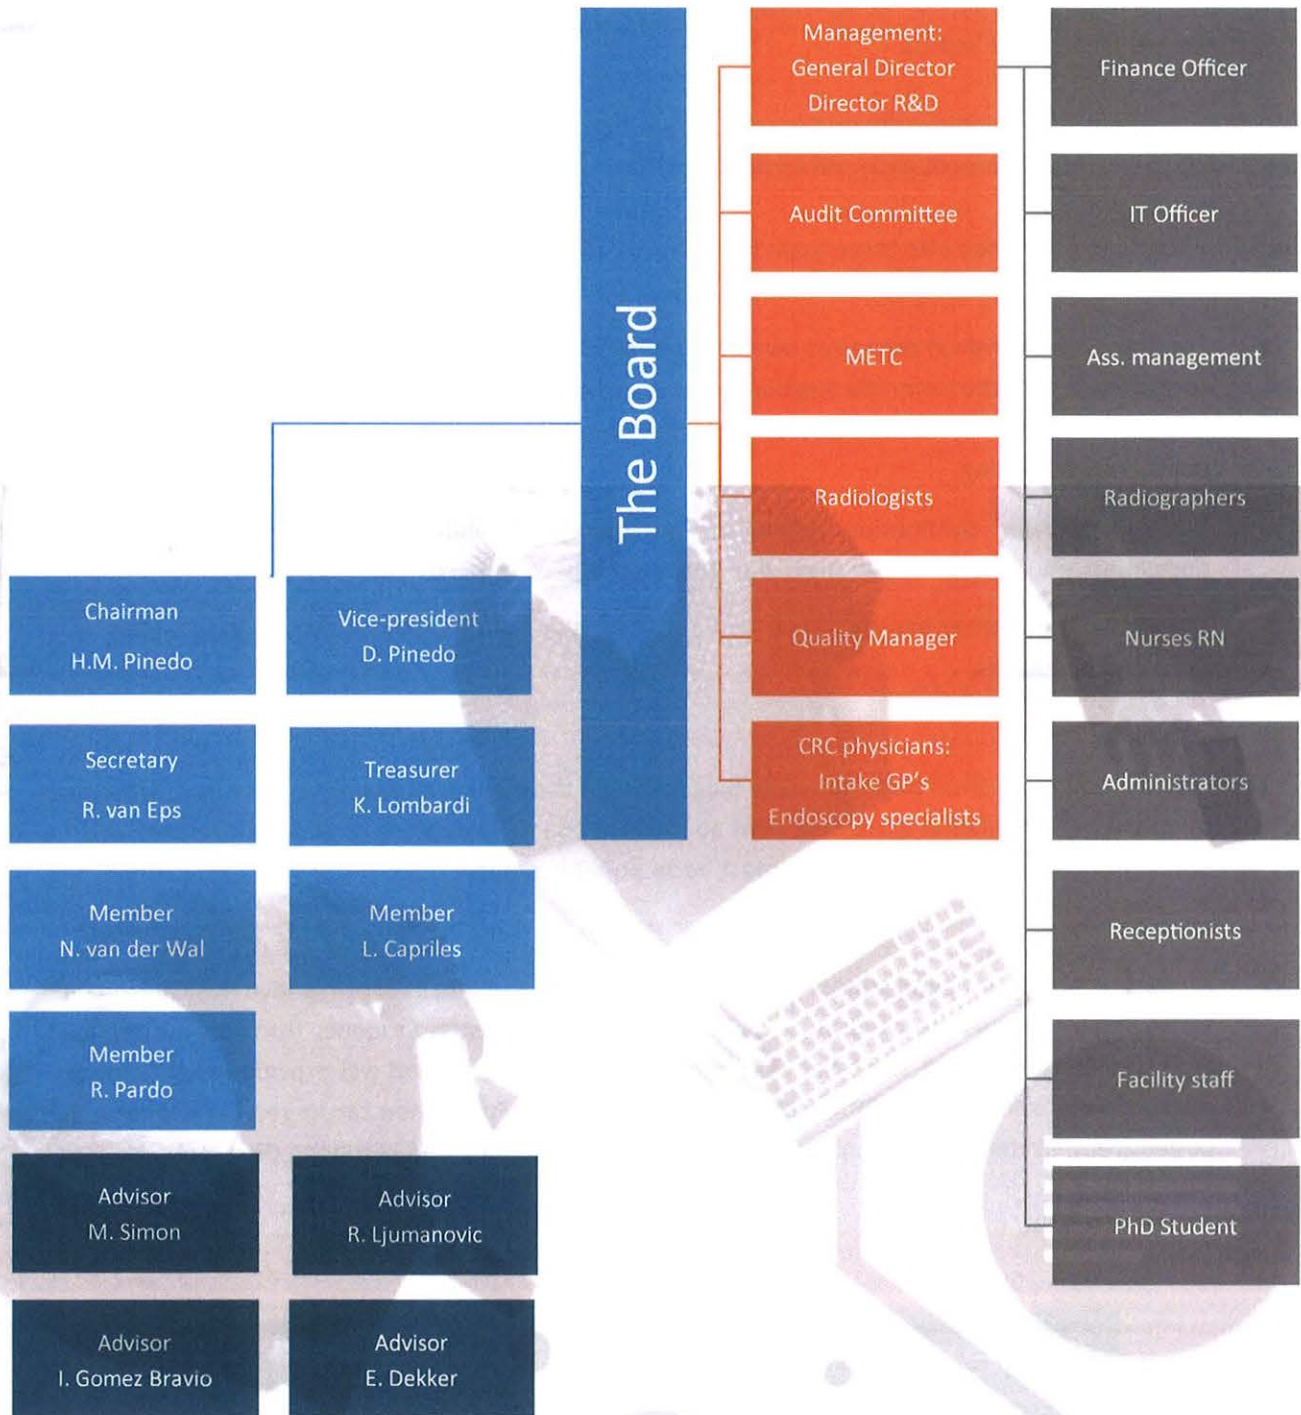 The Board
Chairman
H.M. Pinedo
Vice-president
D. Pinedo
Secretary
R. van Eps
Treasurer
K. Lombardi
Member
N. van der Wal
Member
L. Capriles
Member
R. Pardo
Advisor
M. Simon
Advisor
R. Ljumanovic
Advisor
I. Gomez Bravio
Advisor
E. Dekker
Management:
General Director
Director R&D
Audit Committee
METC
Radiologists
Quality Manager
CRC physicians:
Intake GP's
Endoscopy specialists
Finance Officer
IT Officer
Ass. management
Radiographers
Nurses RN
Administrators
Receptionists
Facility staff
PhD Student